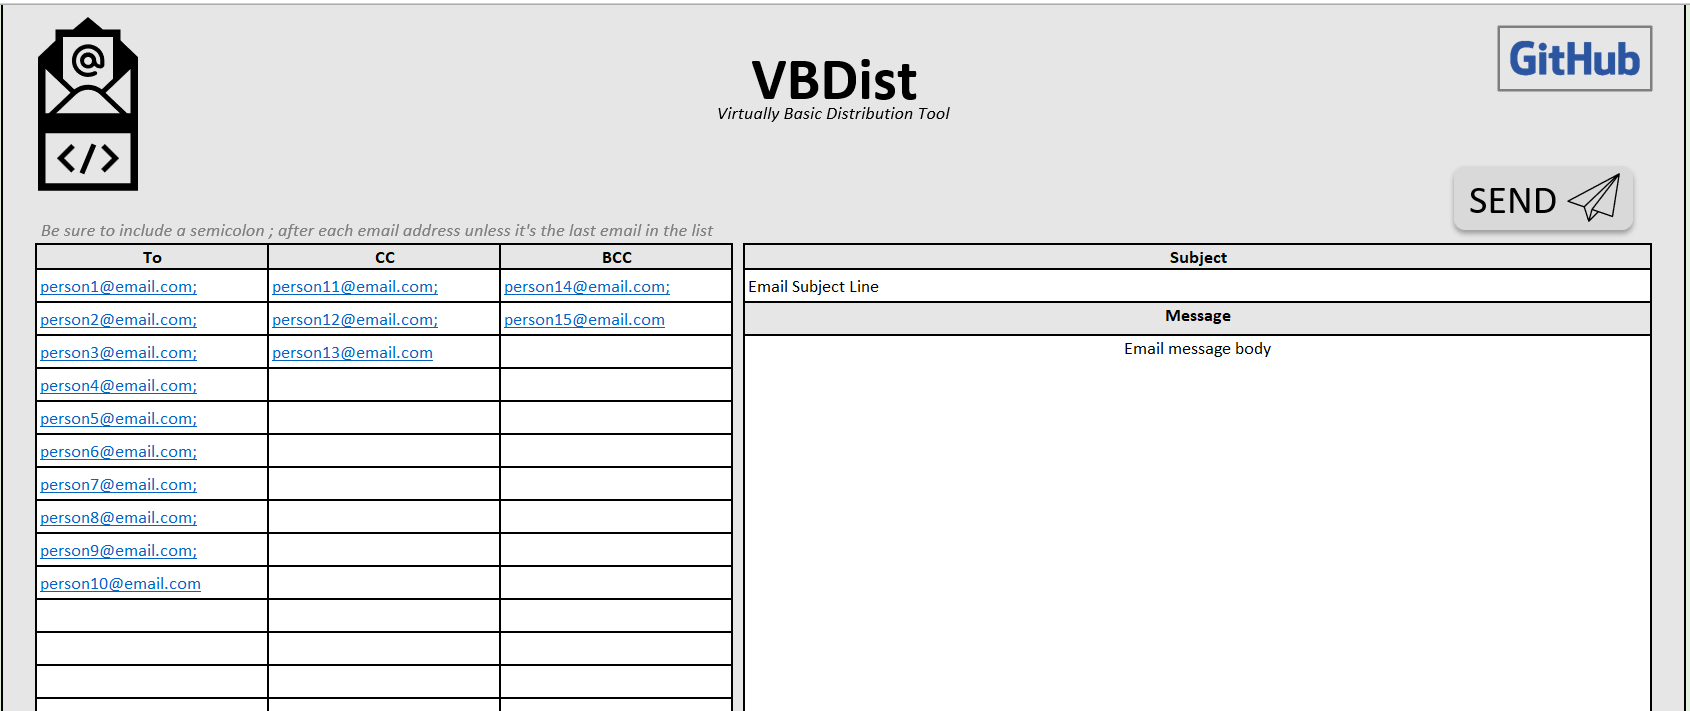 @
</>
VBDist
Virtually Basic Distribution Tool
GitHub
SEND
Be sure to include a semicolon ; after each email address unless it's the last email in the list
To CC BCC
person1@email.com; person11@email.com; person14@email.com;
person2@email.com; person12@email.com; person15@email.com
person3@email.com; person13@email.com
person4@email.com;
person5@email.com;
person6@email.com;
person7@email.com;
person8@email.com;
person9@email.com;
person10@email.com
Subject
Email Subject Line
Message
Email message body